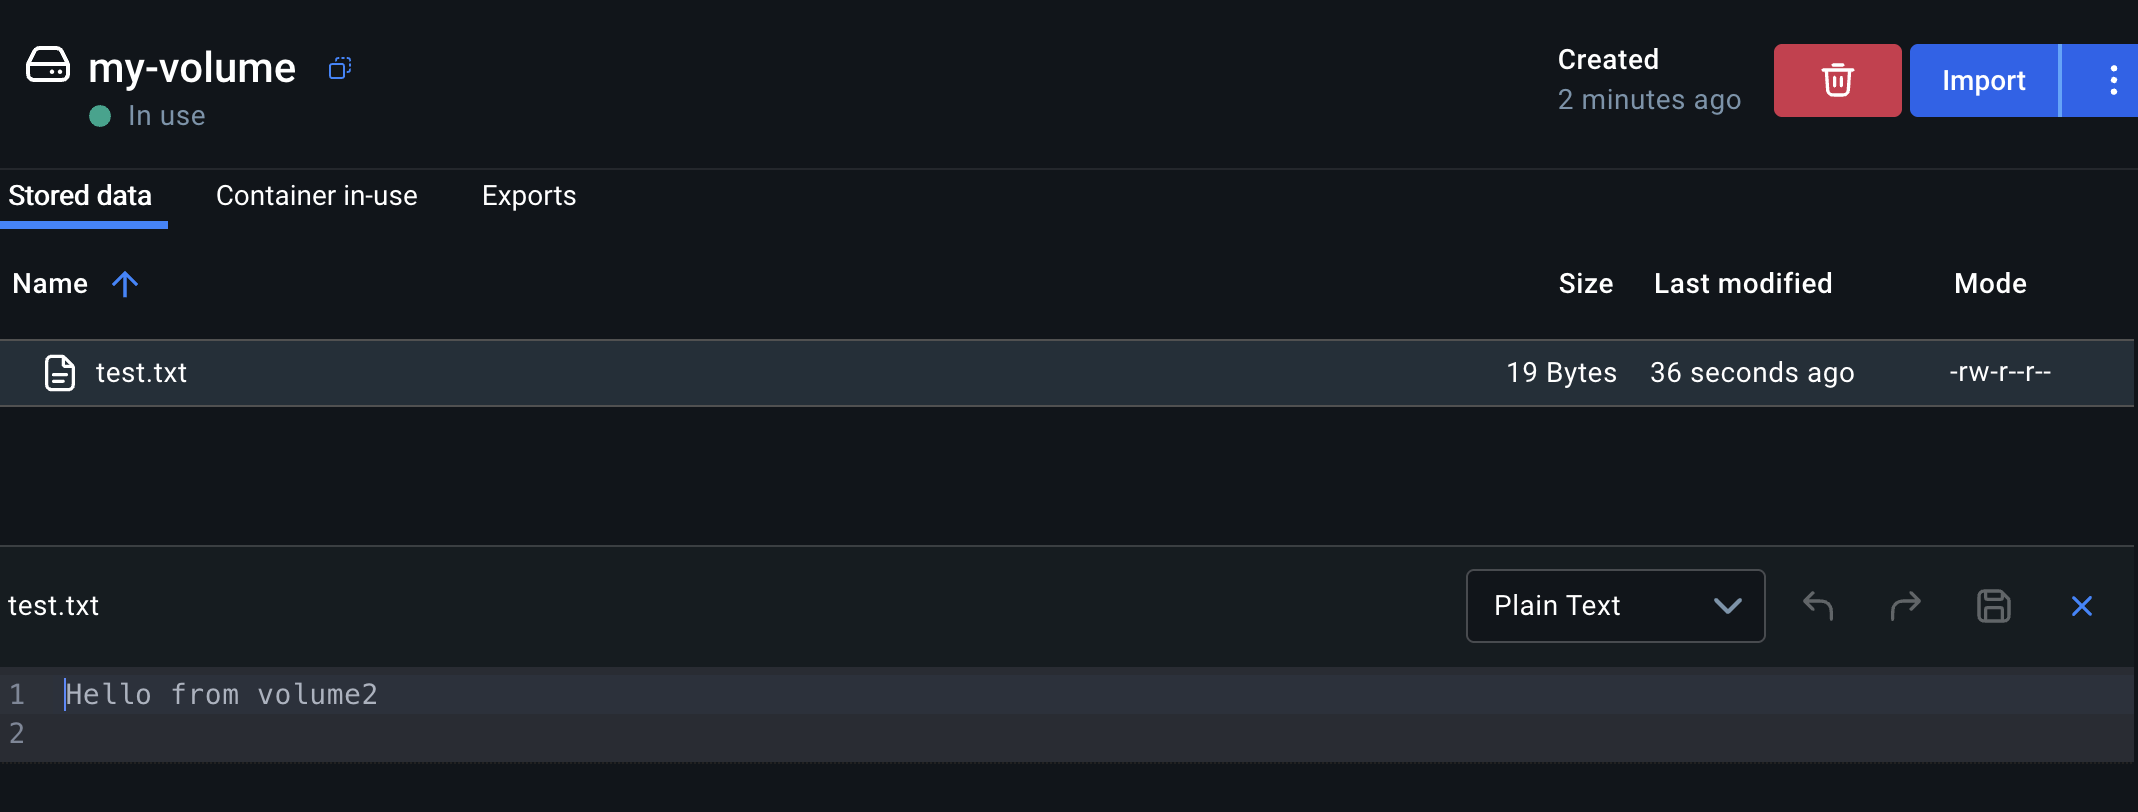 my-volume
In use
Created
2 minutes ago
Import
Stored data Container in-use Exports
Name Size Last modified Mode
test.txt 19 Bytes 36 seconds ago -rw-r--r--
test.txt Plain Text
1 Hello from volume2
2